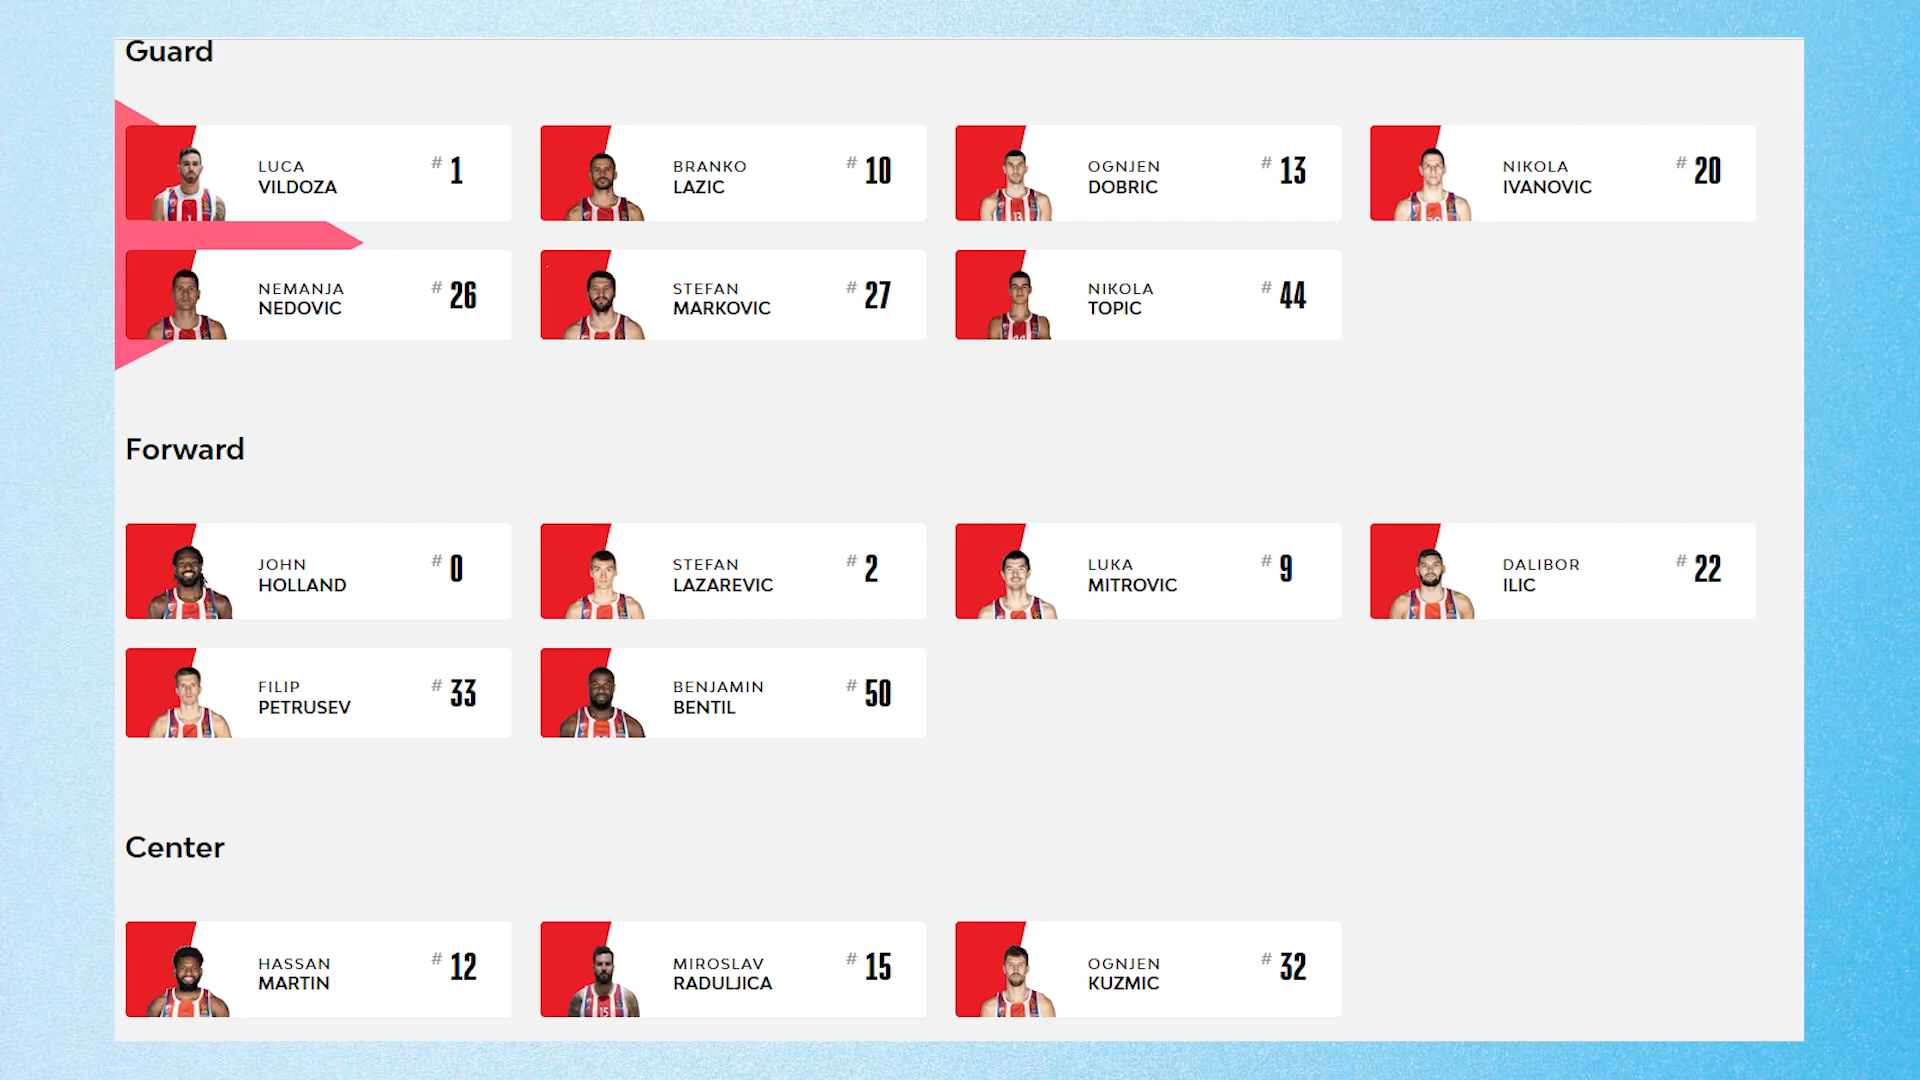 Guard
LUCA
VILDOZA
# 1
BRANKO
LAZIC
# 10
OGNJEN
DOBRIC
# 13
NIKOLA
IVANOVIC
# 20
NEMANJA
NEDOVIC
# 26
STEFAN
MARKOVIC
# 27
NIKOLA
TOPIC
# 44
Forward
JOHN
HOLLAND
# 0
STEFAN
LAZAREVIC
# 2
LUKA
MITROVIC
# 9
DALIBOR
ILIC
# 22
FILIP
PETRUSEV
# 33
BENJAMIN
BENTIL
# 50
Center
HASSAN
MARTIN
# 12
MIROSLAV
RADULJICA
# 15
OGNJEN
KUZMIC
# 32